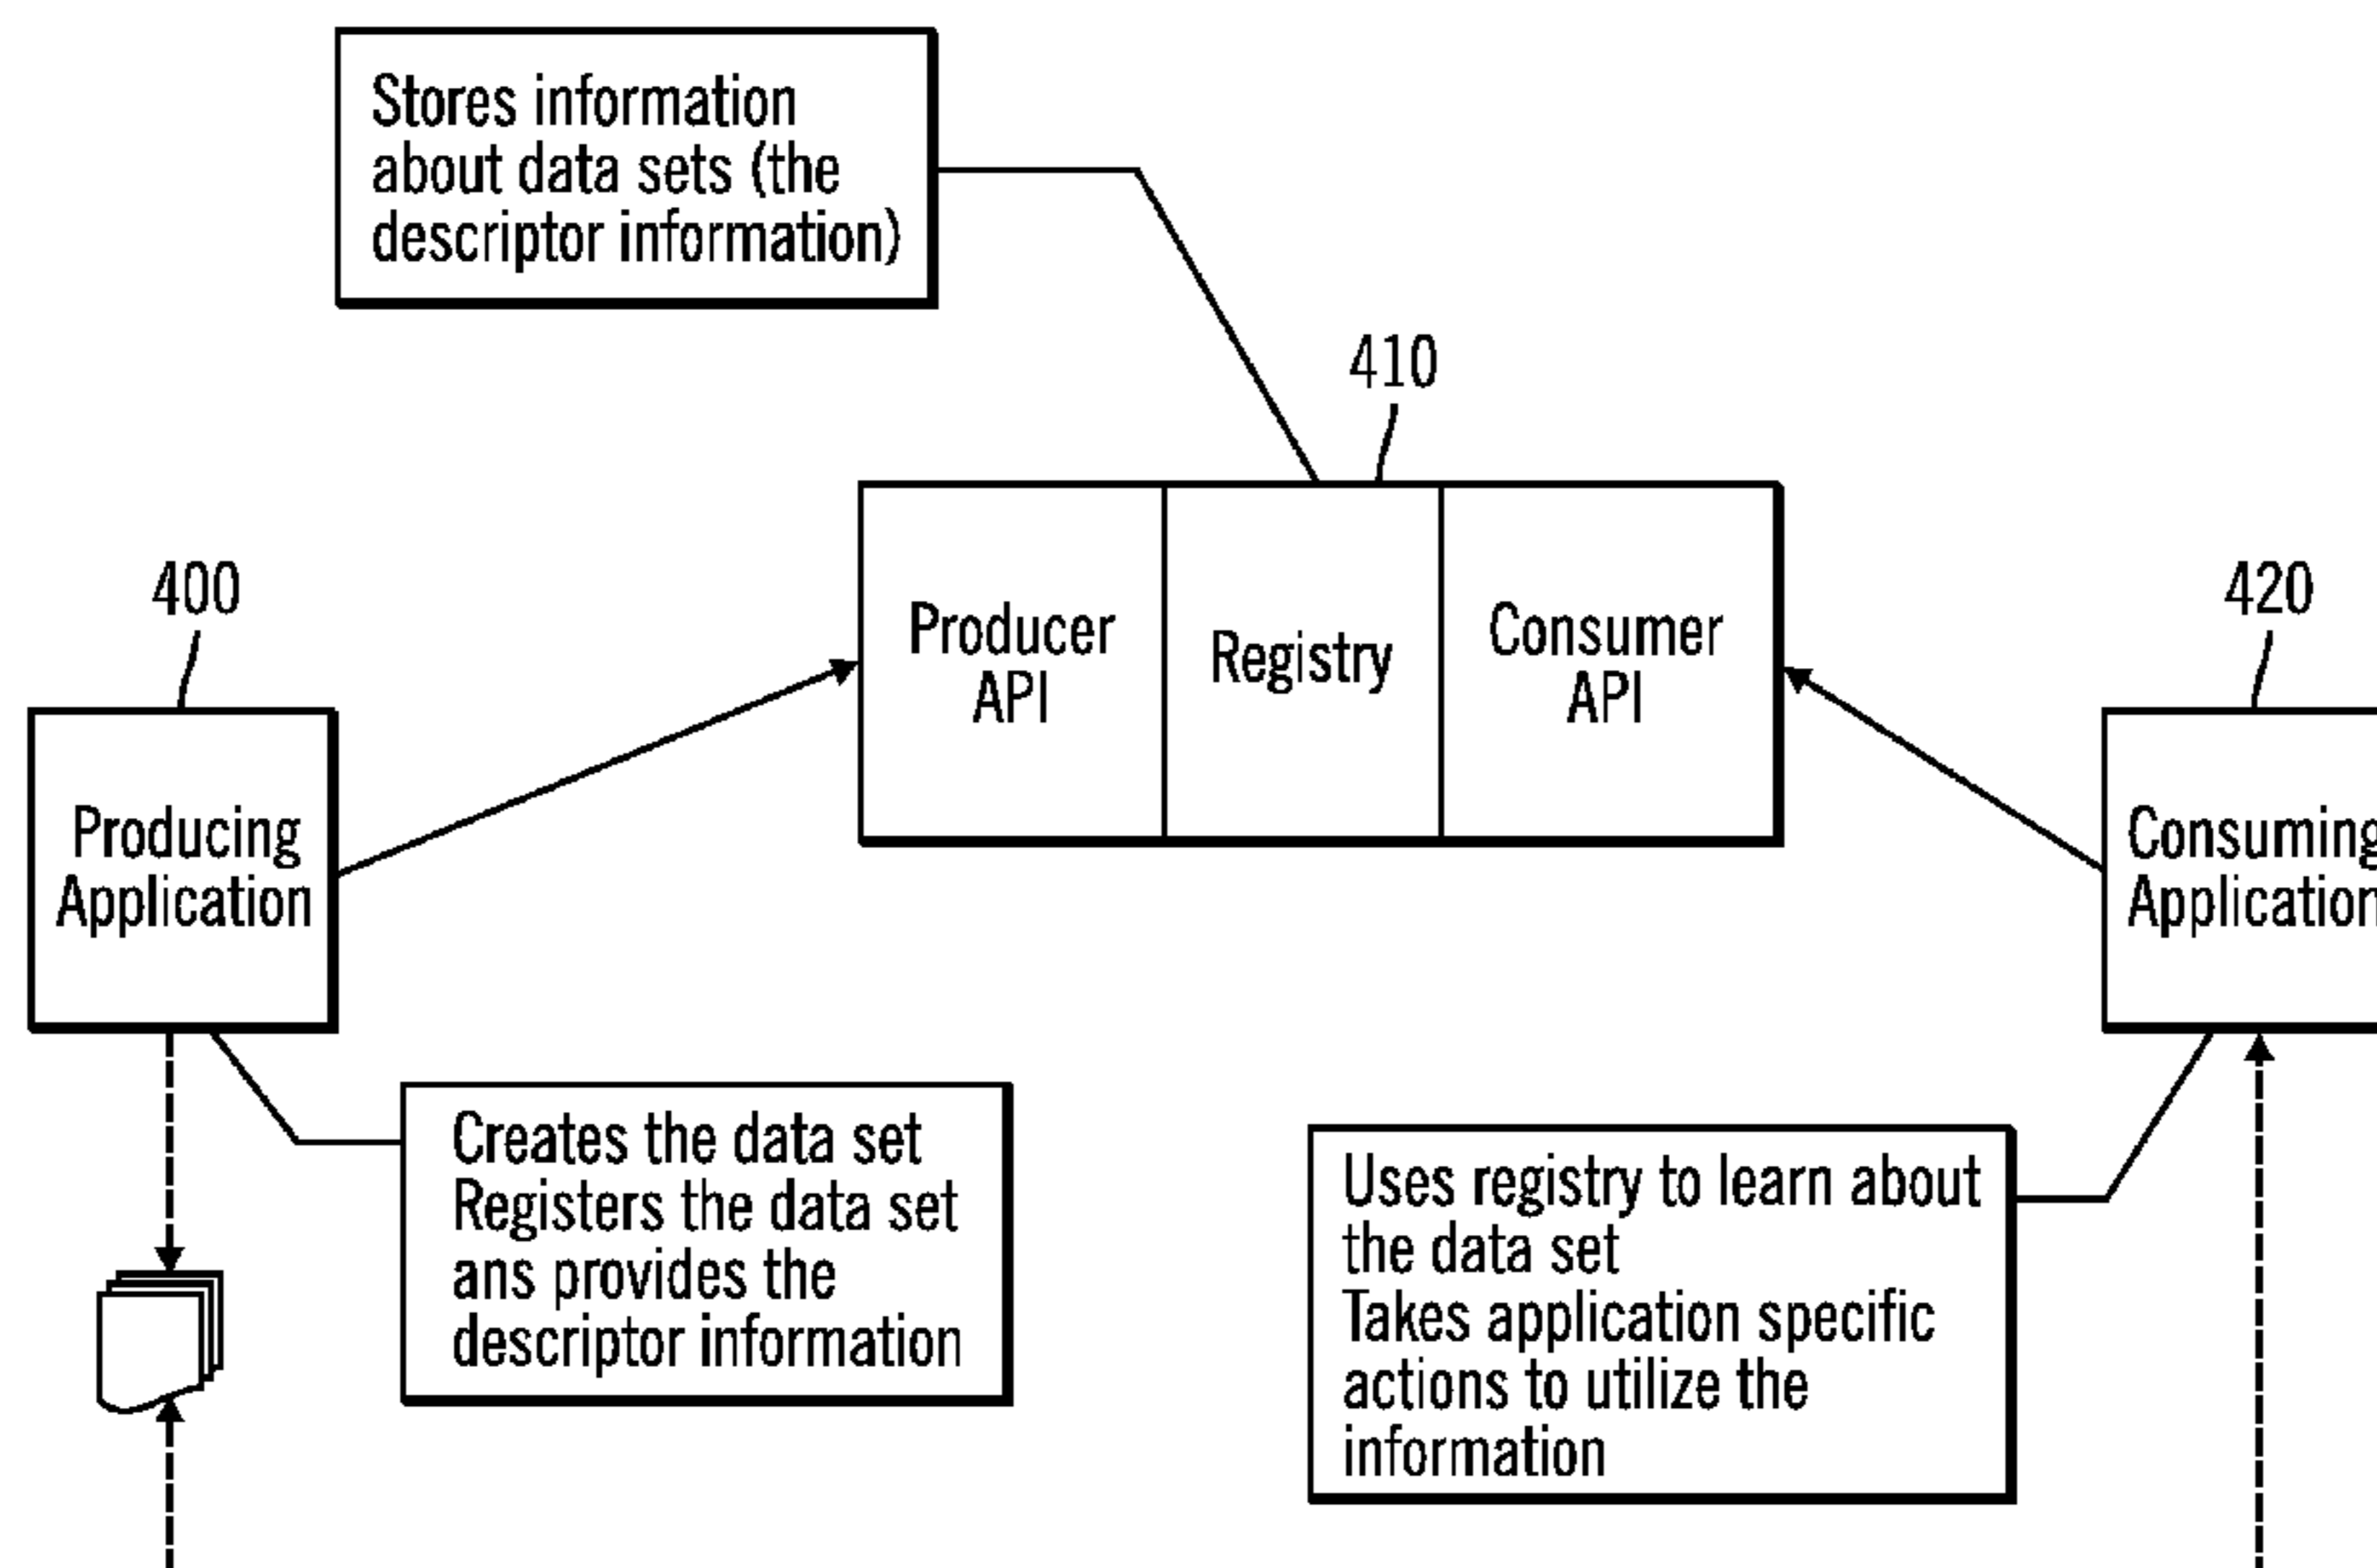 Stores information
about data sets (the
descriptor information)
410
400
420
Producer
API
Registry
Consumer
API
Producing
Application
Consuming
Application
Creates the data set
Registers the data set
ans provides the
descriptor information
Uses registry to learn about
the data set
Takes application specific
actions to utilize the
information